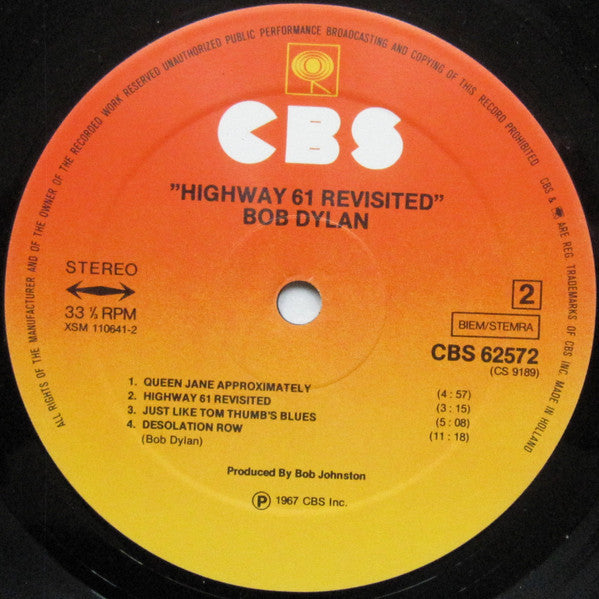 ALL RIGHTS OF THE MANUFACTURER AND OF THE OWNER OF THE RECORDED WORK RESERVED UNAUTHORIZED PUBLIC PERFORMANCE BROADCASTING AND COPYING OF THIS RECORD PROHIBITED
CBS & ARE REG. TRADEMARKS OF CBS INC. MADE IN HOLLAND
CBS
"HIGHWAY 61 REVISITED"
BOB DYLAN
STEREO
33 ⅓ RPM
XSM 110641-2
2
BIEM/STEMRA
CBS 62572
(CS 9189)
1. QUEEN JANE APPROXIMATELY (4 : 57)
2. HIGHWAY 61 REVISITED (3 : 15)
3. JUST LIKE TOM THUMB'S BLUES (5 : 08)
4. DESOLATION ROW (11 : 18)
(Bob Dylan)
Produced By Bob Johnston
Ⓟ 1967 CBS Inc.